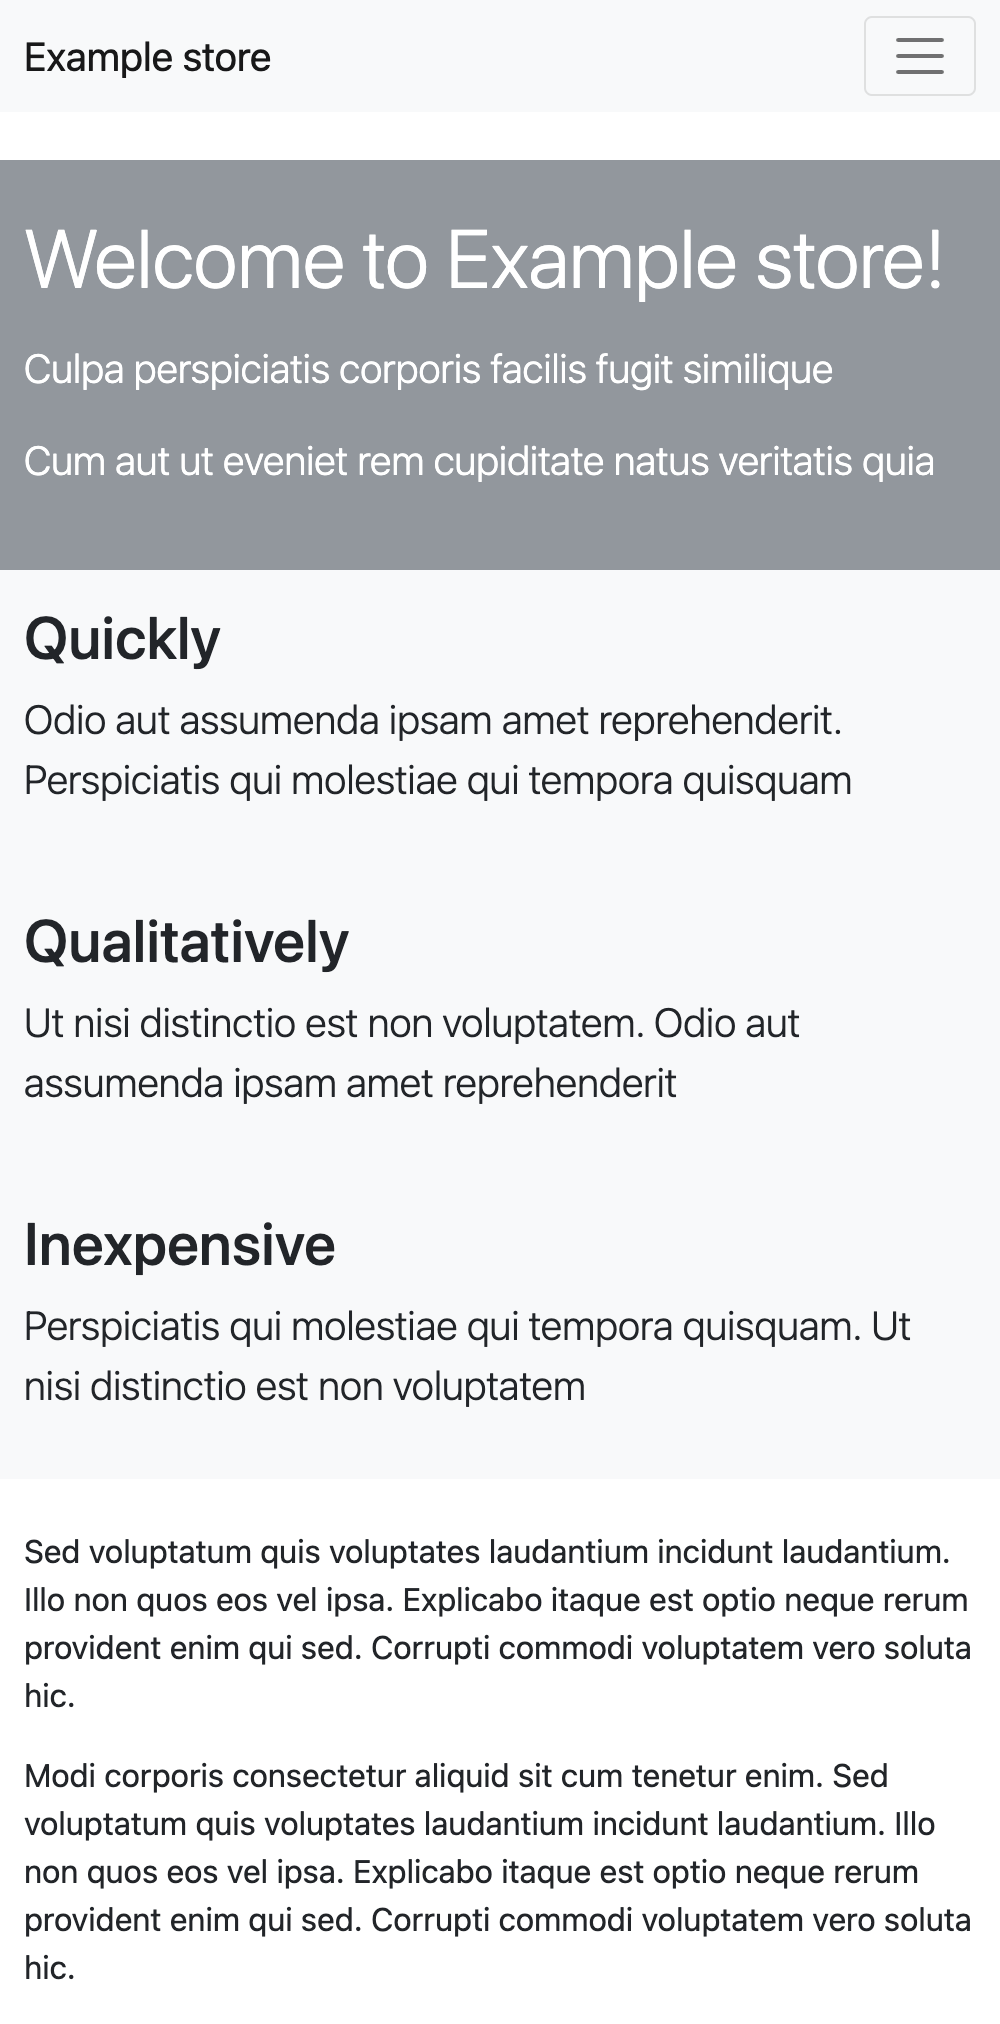 Example store
Welcome to Example store!
Culpa perspiciatis corporis facilis fugit similique
Cum aut ut eveniet rem cupiditate natus veritatis quia
Quickly
Odio aut assumenda ipsam amet reprehenderit.
Perspiciatis qui molestiae qui tempora quisquam
Qualitatively
Ut nisi distinctio est non voluptatem. Odio aut
assumenda ipsam amet reprehenderit
Inexpensive
Perspiciatis qui molestiae qui tempora quisquam. Ut
nisi distinctio est non voluptatem
Sed voluptatum quis voluptates laudantium incidunt laudantium.
Illo non quos eos vel ipsa. Explicabo itaque est optio neque rerum
provident enim qui sed. Corrupti commodi voluptatem vero soluta
hic.
Modi corporis consectetur aliquid sit cum tenetur enim. Sed
voluptatum quis voluptates laudantium incidunt laudantium. Illo
non quos eos vel ipsa. Explicabo itaque est optio neque rerum
provident enim qui sed. Corrupti commodi voluptatem vero soluta
hic.